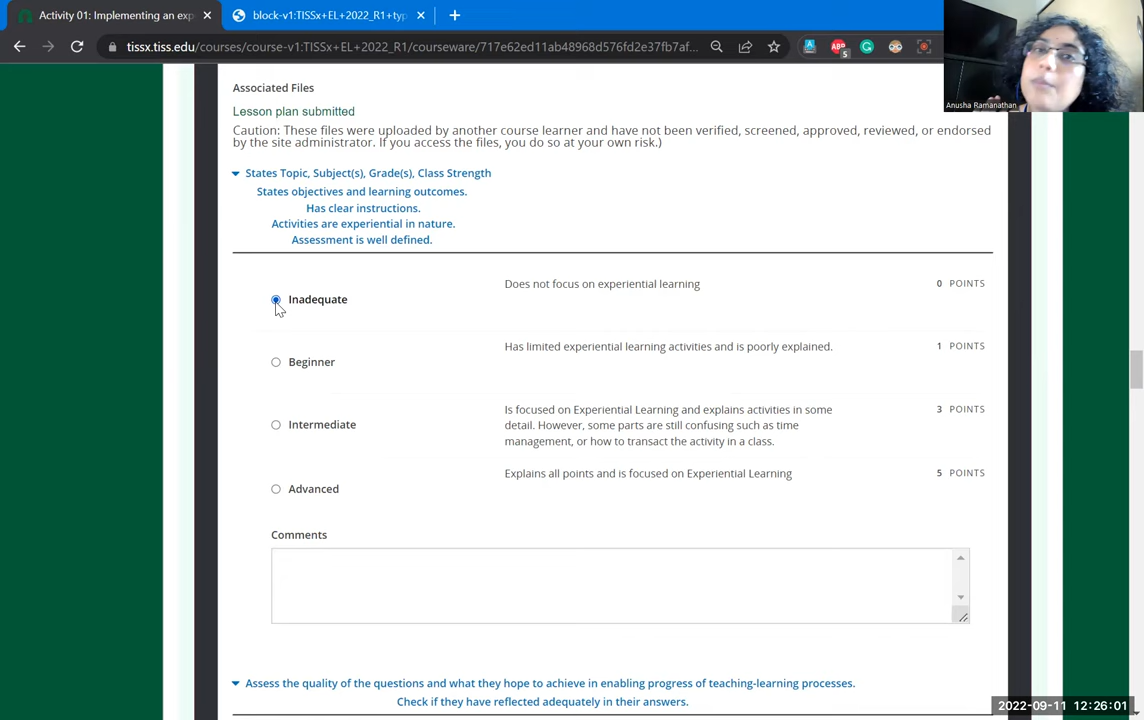 Activity 01: Implementing an exp
block-v1:TISSx+EL+2022_R1+typ
tissx.tiss.edu/courses/course-v1:TISSx+EL+2022_R1/courseware/717e62ed11ab48968d576fd2e37fb7af...
ABP
5
Anusha Ramanathan
Associated Files
Lesson plan submitted
Caution: These files were uploaded by another course learner and have not been verified, screened, approved, reviewed, or endorsed
by the site administrator. If you access the files, you do so at your own risk.)
States Topic, Subject(s), Grade(s), Class Strength
States objectives and learning outcomes.
Has clear instructions.
Activities are experiential in nature.
Assessment is well defined.
Inadequate
Does not focus on experiential learning
0 POINTS
Beginner
Has limited experiential learning activities and is poorly explained.
1 POINTS
Intermediate
Is focused on Experiential Learning and explains activities in some
detail. However, some parts are still confusing such as time
management, or how to transact the activity in a class.
3 POINTS
Advanced
Explains all points and is focused on Experiential Learning
5 POINTS
Comments
Assess the quality of the questions and what they hope to achieve in enabling progress of teaching-learning processes.
Check if they have reflected adequately in their answers.
2022-09-11 12:26:01